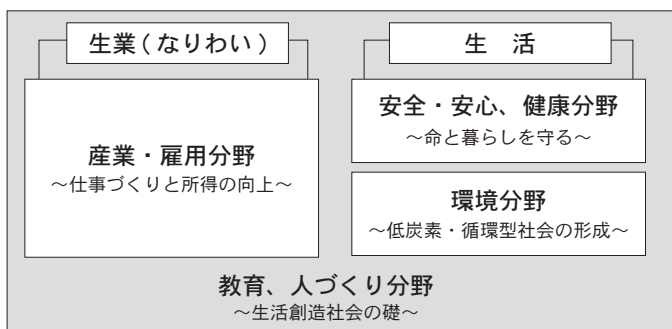 生業(なりわい)
産業・雇用分野
～仕事づくりと所得の向上～
生　活
安全・安心、健康分野
～命と暮らしを守る～
環境分野
～低炭素・循環型社会の形成～
教育、人づくり分野
～生活創造社会の礎～